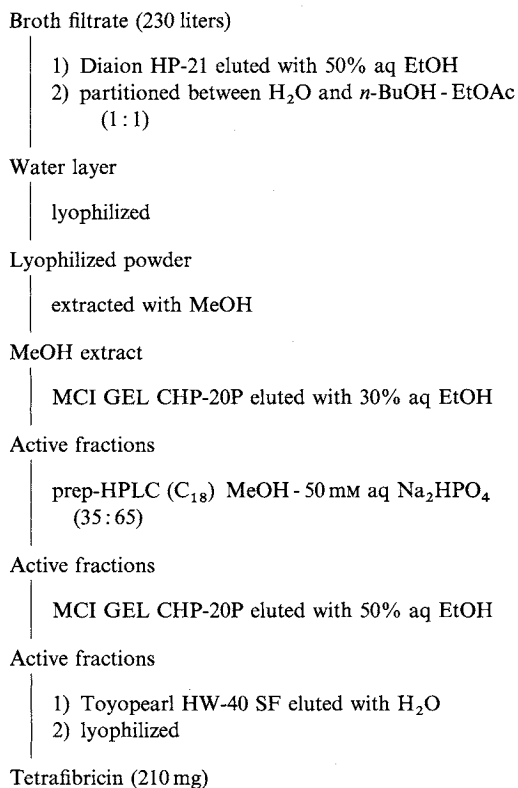 Broth filtrate (230 liters)
1) Diaion HP-21 eluted with 50% aq EtOH
2) partitioned between H₂O and n-BuOH-EtOAc
(1:1)
Water layer
lyophilized
Lyophilized powder
extracted with MeOH
MeOH extract
MCI GEL CHP-20P eluted with 30% aq EtOH
Active fractions
prep-HPLC (C₁₈) MeOH-50 mM aq Na₂HPO₄
(35:65)
Active fractions
MCI GEL CHP-20P eluted with 50% aq EtOH
Active fractions
1) Toyopearl HW-40 SF eluted with H₂O
2) lyophilized
Tetrafibricin (210 mg)